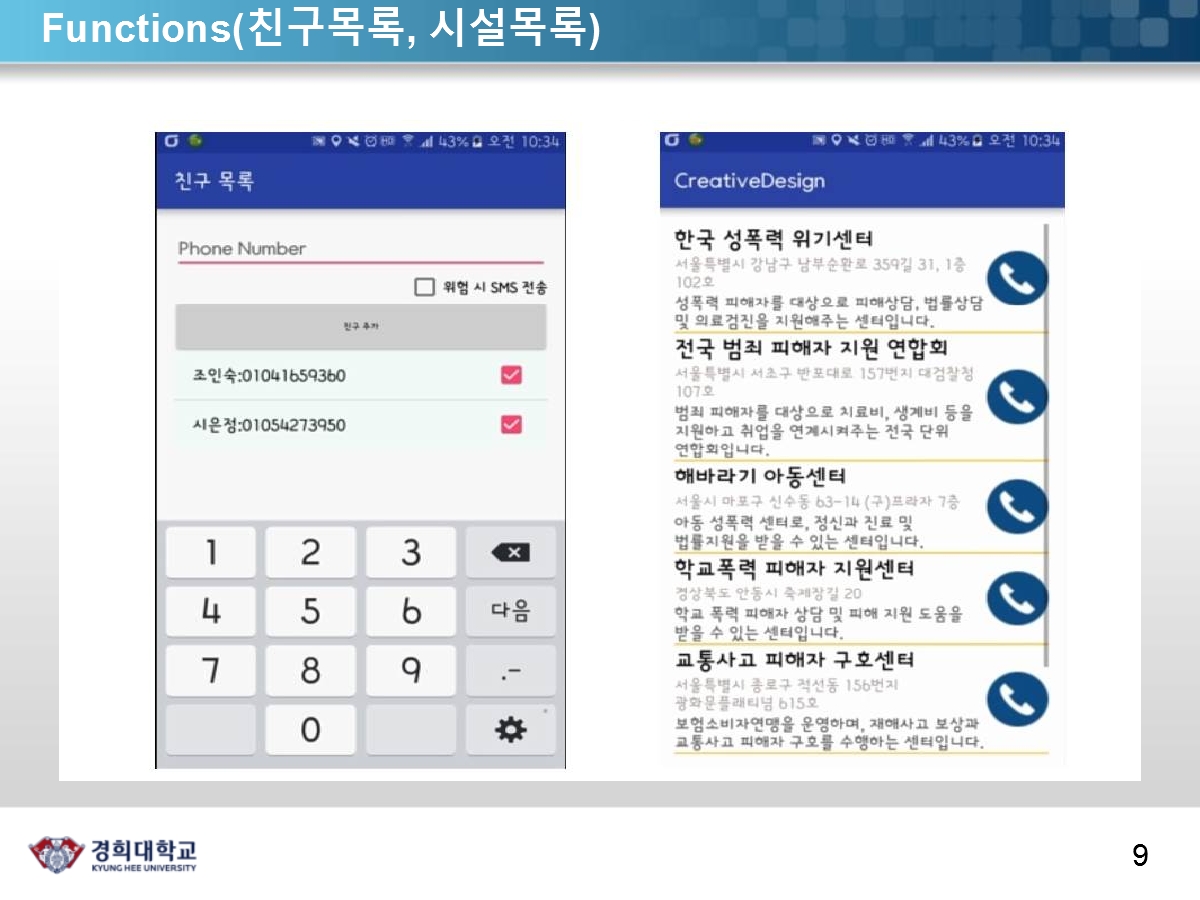 Functions(친구목록, 시설목록)
43% 오전 10:34
친구 목록
Phone Number
위험 시 SMS 전송
친구 추가
조인숙:01041659360
시은정:01054273950
1 2 3
4 5 6 다음
7 8 9 .-
0
43% 오전 10:34
CreativeDesign
한국 성폭력 위기센터
서울특별시 강남구 남부순환로 359길 31, 1층
102호
성폭력 피해자를 대상으로 피해상담, 법률상담
및 의료검진을 지원해주는 센터입니다.
전국 범죄 피해자 지원 연합회
서울특별시 서초구 반포대로 157번지 대검찰청
107호
범죄 피해자를 대상으로 치료비, 생계비 등을
지원하고 취업을 연계시켜주는 전국 단위
연합회입니다.
해바라기 아동센터
서울시 마포구 신수동 63-14 (구)프라자 7층
아동 성폭력 센터로, 정신과 진료 및
법률지원을 받을 수 있는 센터입니다.
학교폭력 피해자 지원센터
경상북도 안동시 축제장길 20
학교 폭력 피해자 상담 및 피해 지원 도움을
받을 수 있는 센터입니다.
교통사고 피해자 구호센터
서울특별시 종로구 적선동 156번지
광화문플래티넘 615호
보험소비자연맹을 운영하며, 재해사고 보상과
교통사고 피해자 구호를 수행하는 센터입니다.
경희대학교
KYUNG HEE UNIVERSITY
9